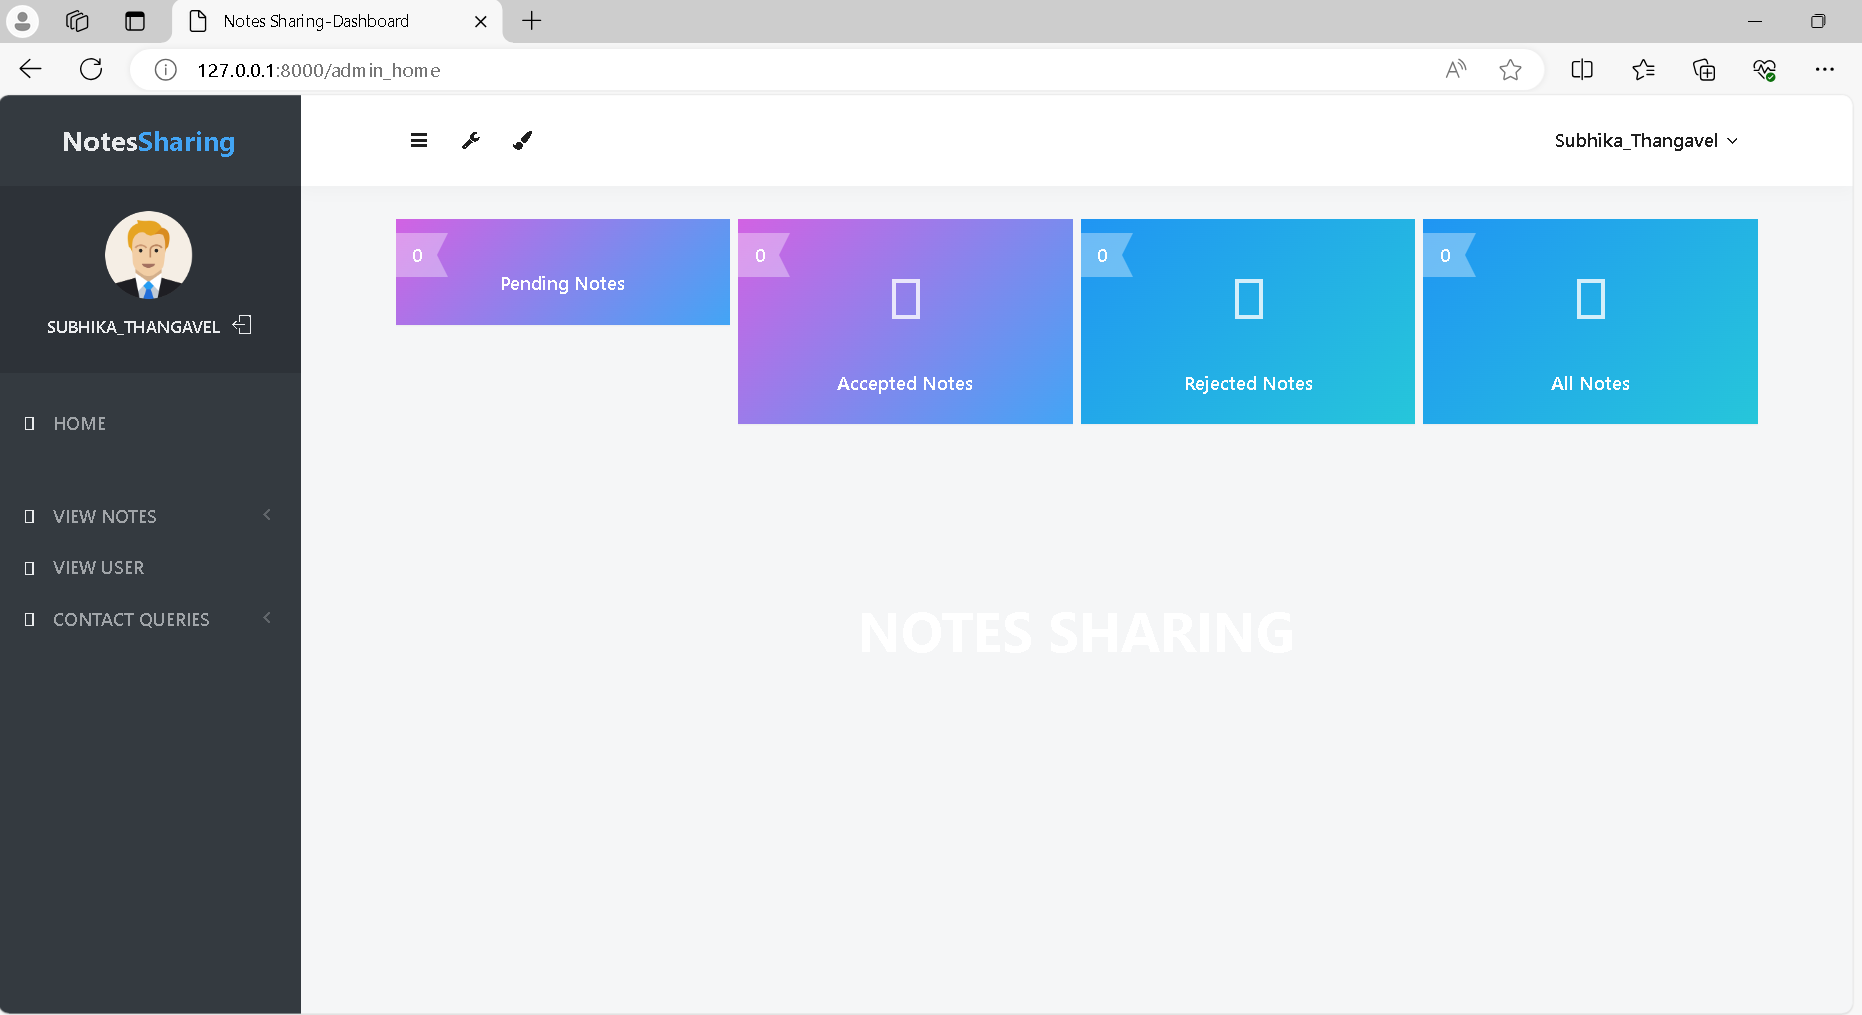 Notes Sharing-Dashboard
127.0.0.1:8000/admin_home
NotesSharing
Subhika_Thangavel
SUBHIKA_THANGAVEL
0
Pending Notes
0
Accepted Notes
0
Rejected Notes
0
All Notes
HOME
VIEW NOTES
VIEW USER
CONTACT QUERIES
NOTES SHARING